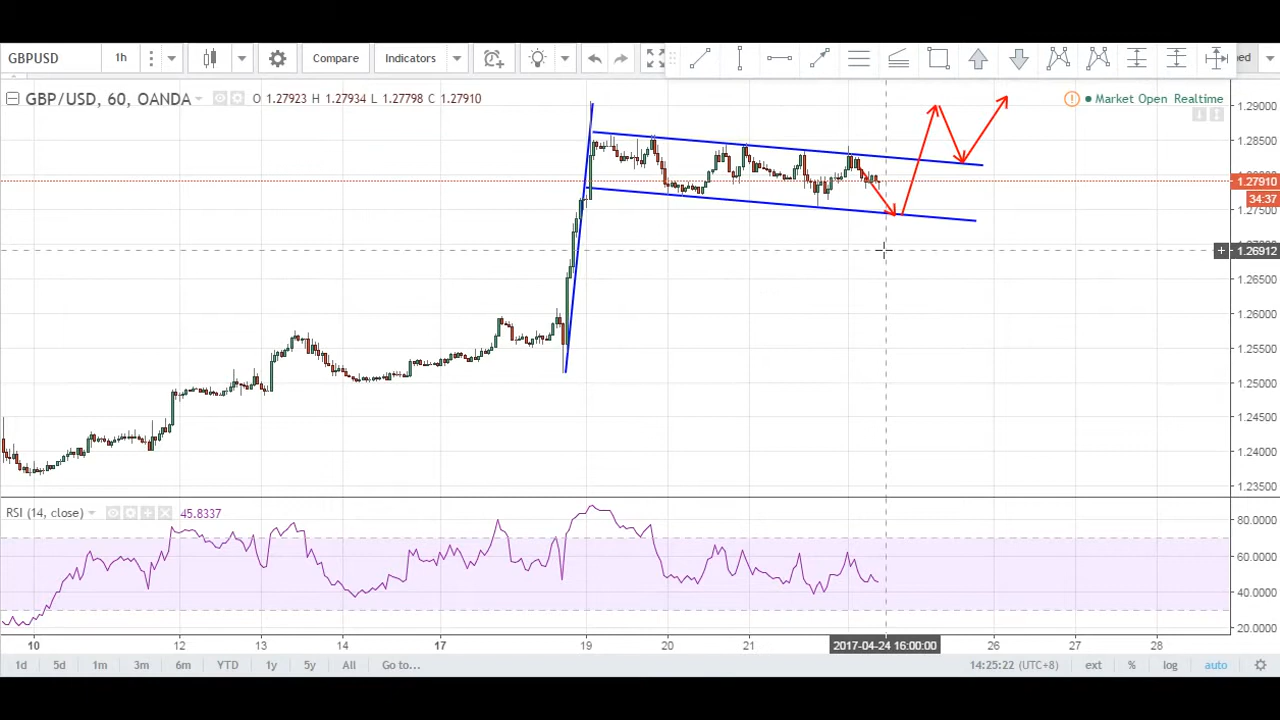 GBPUSD 1h Compare Indicators
GBP/USD, 60, OANDA O 1.27923 H 1.27934 L 1.27798 C 1.27910
Market Open Realtime
1.29000
1.28500
1.27910
34:37
1.27500
1.26912
1.26500
1.26000
1.25500
1.25000
1.24500
1.24000
1.23500
RSI (14, close) 45.8337
80.0000
60.0000
40.0000
20.0000
10 12 13 14 17 19 20 21 2017-04-24 16:00:00 26 27 28
1d 5d 1m 3m 6m YTD 1y 5y All Go to... 14:25:22 (UTC+8) ext % log auto